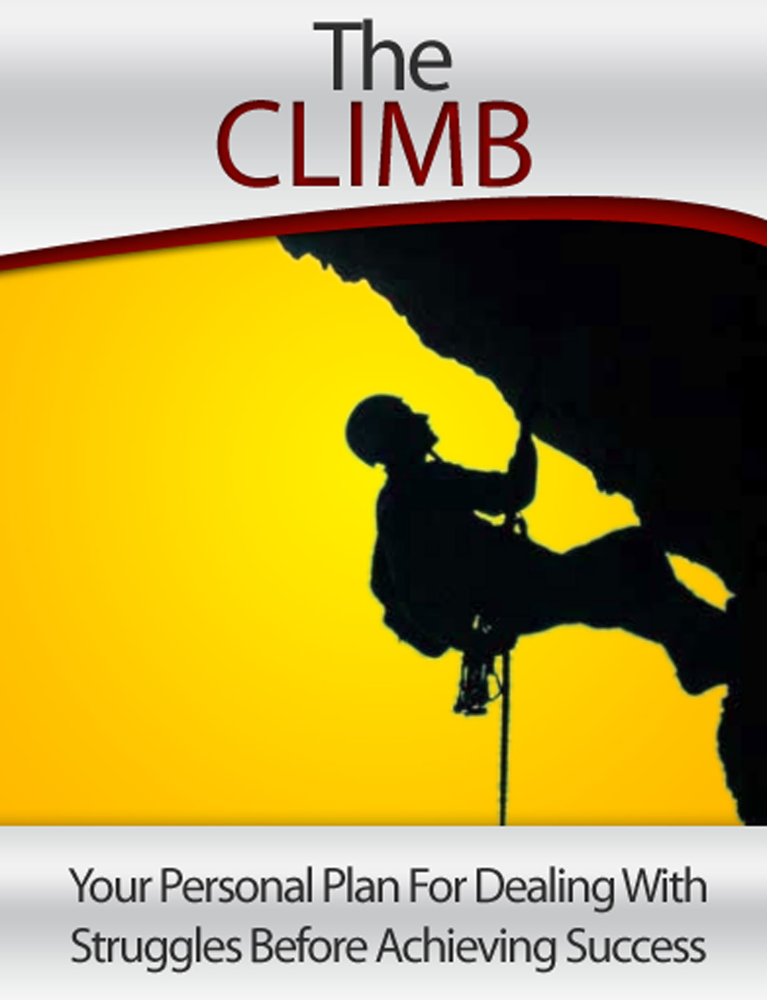 The
CLIMB
Your Personal Plan For Dealing With
Struggles Before Achieving Success